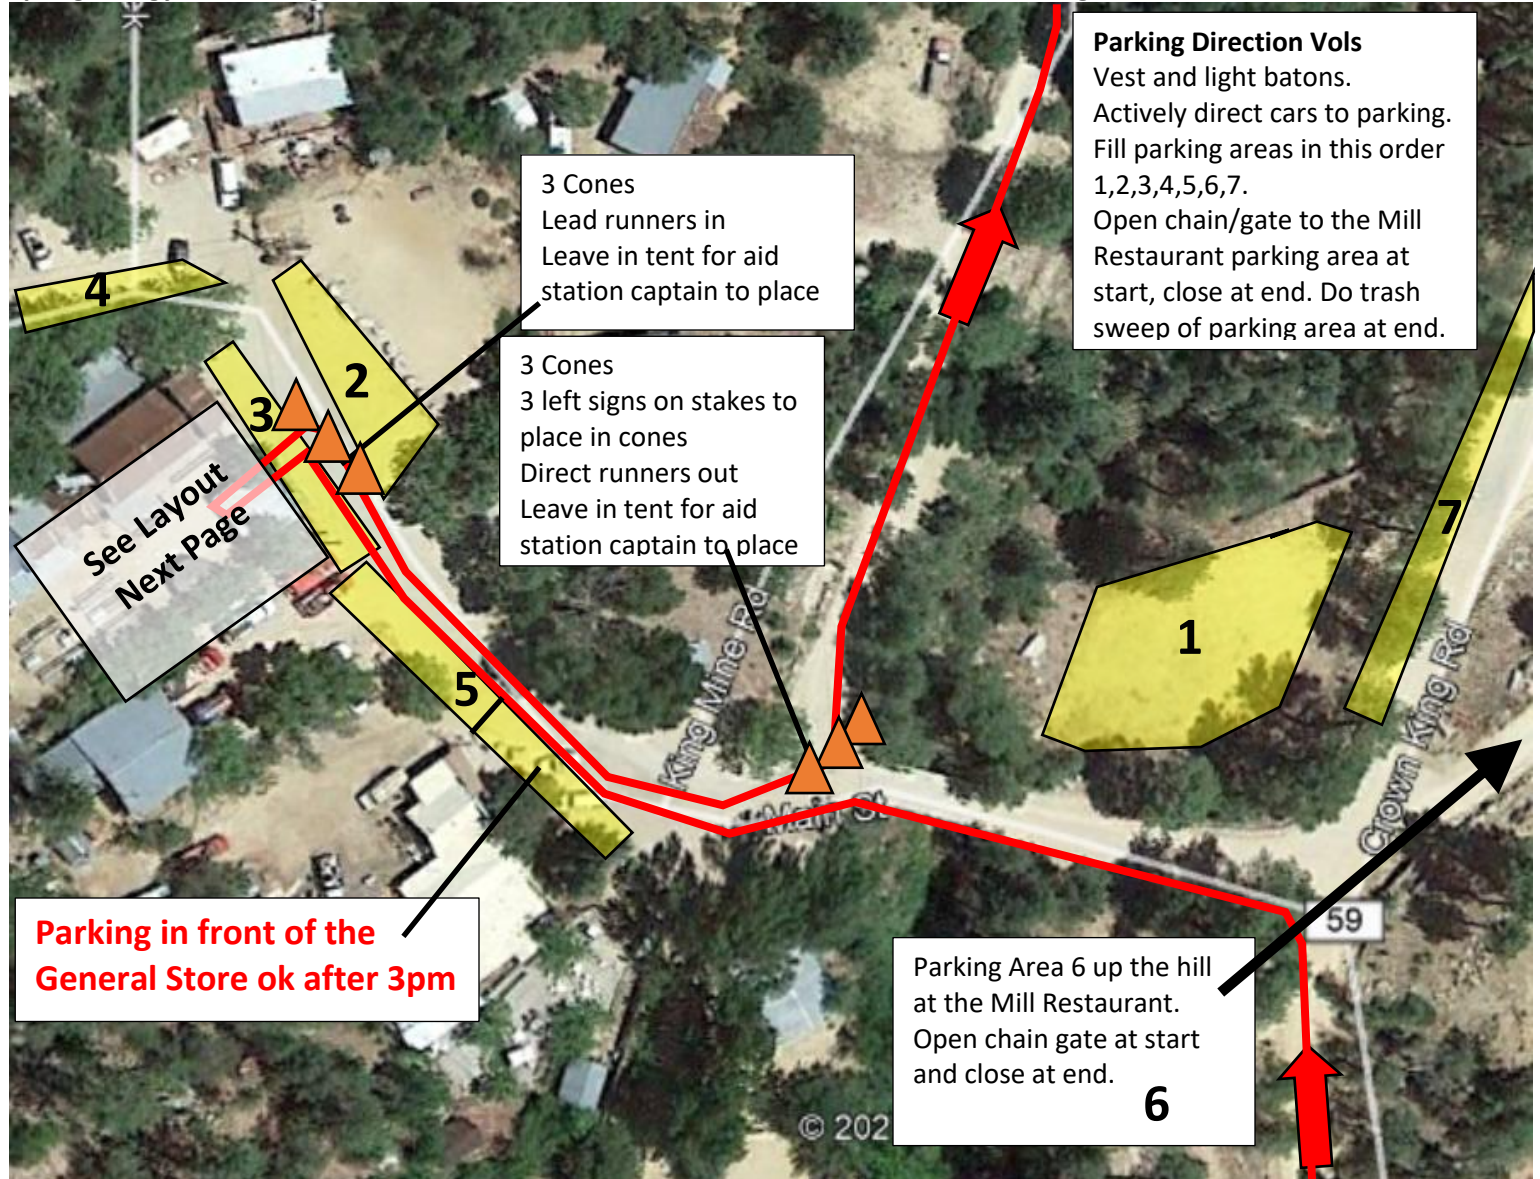 Parking Direction Vols
Vest and light batons.
Actively direct cars to parking.
Fill parking areas in this order
1,2,3,4,5,6,7.
Open chain/gate to the Mill
Restaurant parking area at
start, close at end. Do trash
sweep of parking area at end.
3 Cones
Lead runners in
Leave in tent for aid
station captain to place
3 Cones
3 left signs on stakes to
place in cones
Direct runners out
Leave in tent for aid
station captain to place
4
2
3
See Layout
Next Page
7
1
5
King Mine Rd
Main St
Crown King Rd
59
Parking in front of the
General Store ok after 3pm
Parking Area 6 up the hill
at the Mill Restaurant.
Open chain gate at start
and close at end.
6
© 202